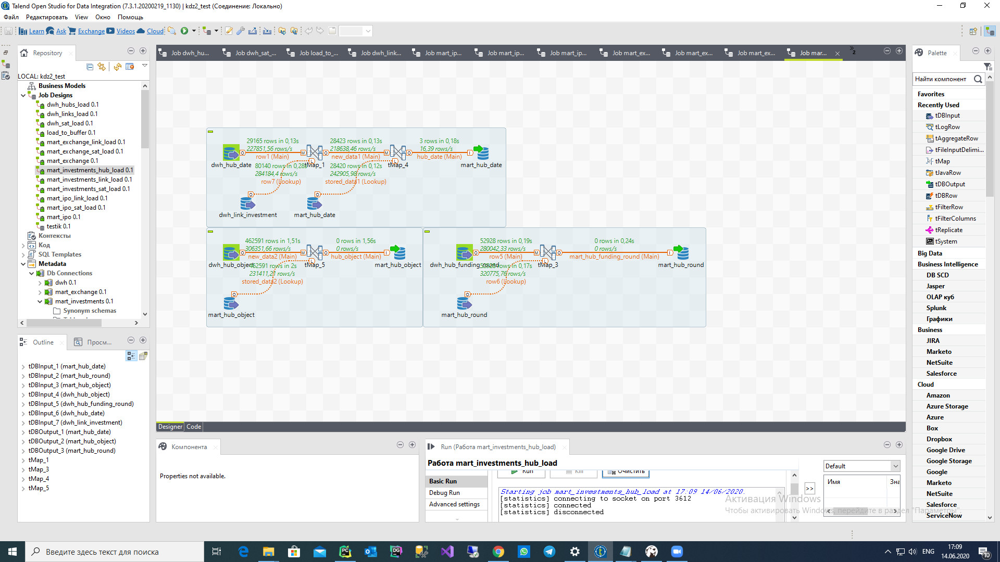 Talend Open Studio for Data Integration (7.3.1.20200219_1130) | kdz2_test (Соединение: Локально)
Файл Редактировать View Окно Помощь
Learn Ask Exchange Videos Cloud
Repository
LOCAL: kdz2_test
Business Models
Job Designs
dwh_hubs_load 0.1
dwh_links_load 0.1
dwh_sat_load 0.1
load_to_buffer 0.1
mart_exchange_link_load 0.1
mart_exchange_sat_load 0.1
mart_exchange 0.1
mart_investments_hub_load 0.1
mart_investments_link_load 0.1
mart_investments_sat_load 0.1
mart_ipo_link_load 0.1
mart_ipo_sat_load 0.1
mart_ipo 0.1
testik 0.1
Контексты
Код
SQL Templates
Metadata
Db Connections
dwh 0.1
mart_exchange 0.1
mart_investments 0.1
Synonym schemas
Outline
Просм...
tDBInput_1 (mart_hub_date)
tDBInput_2 (mart_hub_round)
tDBInput_3 (mart_hub_object)
tDBInput_4 (dwh_hub_object)
tDBInput_5 (dwh_hub_funding_round)
tDBInput_6 (dwh_hub_date)
tDBInput_7 (dwh_link_investment)
tDBOutput_1 (mart_hub_date)
tDBOutput_2 (mart_hub_object)
tDBOutput_3 (mart_hub_round)
tMap_1
tMap_3
tMap_4
tMap_5
Job dwh_hu... Job dwh_sat_... Job load_to_... Job dwh_link... Job mart_ip... Job mart_ip... Job mart_ip... Job mart_ex... Job mart_ex... Job mart_ex... Job mar... 2
29165 rows in 0,13s 28423 rows in 0,13s 3 rows in 0,18s
227851,56 rows/s 218638,46 rows/s 16,39 rows/s
row1 (Main) new_data1 (Main) hub_date (Main)
dwh_hub_date tMap_1 tMap_4 mart_hub_date
80140 rows in 0,28s 28420 rows in 0,12s
284184,4 rows/s 242905,98 rows/s
row7 (Lookup) stored_data1 (Lookup)
dwh_link_investment mart_hub_date
462591 rows in 1,51s 0 rows in 1,56s
306351,66 rows/s 0 rows/s
new_data2 (Main) hub_object (Main)
dwh_hub_object tMap_5 mart_hub_object
462591 rows in 2s
231411,21 rows/s
stored_data2 (Lookup)
mart_hub_object
52928 rows in 0,19s 0 rows in 0,24s
280042,33 rows/s 0 rows/s
row5 (Main) mart_hub_funding_round (Main)
dwh_hub_funding_round tMap_3 mart_hub_round
rows in 0,17s
320775,76 rows/s
row6 (Lookup)
mart_hub_round
Designer Code
Компонента
Properties not available.
Run (Работа mart_investments_hub_load)
Работа mart_investments_hub_load
Run Kill Очистить
Basic Run
Debug Run
Advanced settings
Starting job mart_investments_hub_load at 17:09 14/06/2020.
[statistics] connecting to socket on port 3612
[statistics] connected
[statistics] disconnected
>>
Default
Имя Зна
Активация Windows
Чтобы активировать Windows, перейдите в раздел "Параметры".
Palette
Найти компонент
Favorites
Recently Used
tDBInput
tLogRow
tAggregateRow
tFileInputDelimi...
tMap
tJavaRow
tDBOutput
tDBRow
tFilterRow
tFilterColumns
tReplicate
tSystem
Big Data
Business Intelligence
DB SCD
Jasper
OLAP куб
Splunk
Графики
Business
JIRA
Marketo
NetSuite
Salesforce
Cloud
Amazon
Azure Storage
Azure
Box
Dropbox
Google Drive
Google Storage
Google
Marketo
NetSuite
Salesforce
ServiceNow
Введите здесь текст для поиска
ENG
17:09
14.06.2020
10